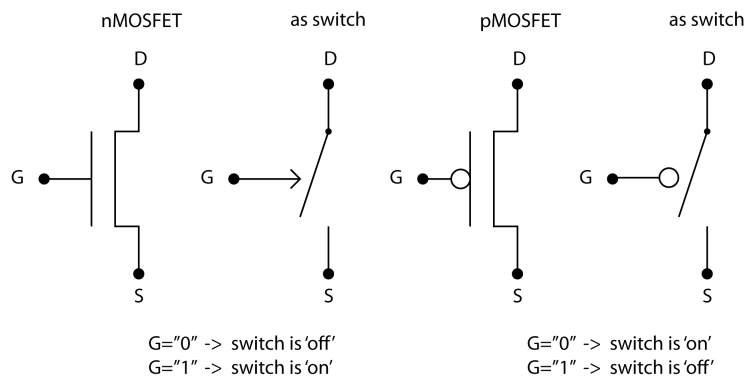 nMOSFET as switch pMOSFET as switch
D D D D
G G G G
S S S S
G=”0” -> switch is ‘off’ G=”0” -> switch is ‘on’
G=”1” -> switch is ‘on’ G=”1” -> switch is ‘off’